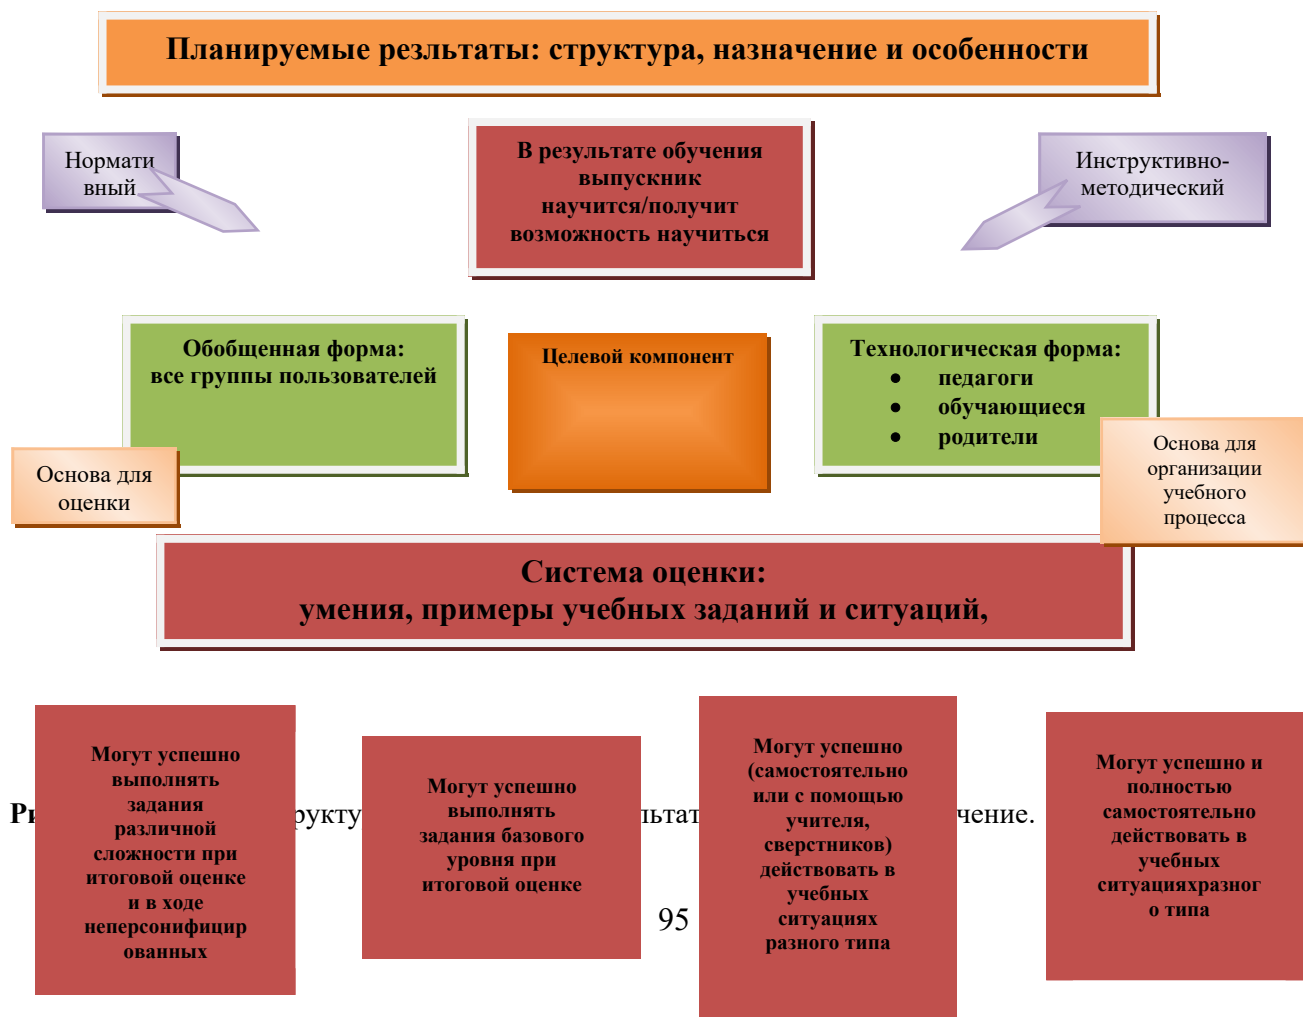 Планируемые резльтаты: структура, назначение и особенности
Нормати
вный
В результате обучения
выпускник
научится/получит
возможность научиться
Инструктивно-
методический
Обобщенная форма:
все группы пользователей
Целевой компонент
Технологическая форма:
• педагоги
• обучающиеся
• родители
Основа для
оценки
Основа для
организации
учебного
процесса
Система оценки:
умения, примеры учебных заданий и ситуаций,
Могут успешно
выполнять
задания
различной
сложности при
итоговой оценке
и в ходе
неперсонифицир
ованных
Могут успешно
выполнять
задания базового
уровня при
итоговой оценке
Могут успешно
(самостоятельно
или с помощью
учителя,
сверстников)
действовать в
учебных
ситуациях
разного типа
Могут успешно и
полностью
самостоятельно
действовать в
учебных
ситуацияхразног
о типа
Ри рукту льтат чение.
95